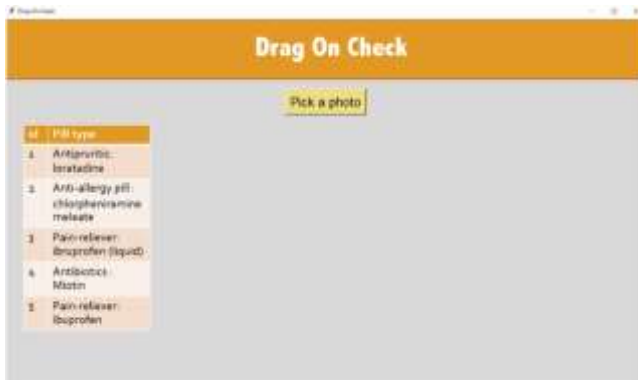 Drag On Check
Pick a photo
id Pill type
1 Antipruritic:
loratadine
2 Anti-allergy pill:
chlorpheniramine
maleate
3 Pain-reliever:
ibruprofen (liquid)
4 Antibiotics:
5 Pain-reliever:
ibuprofen